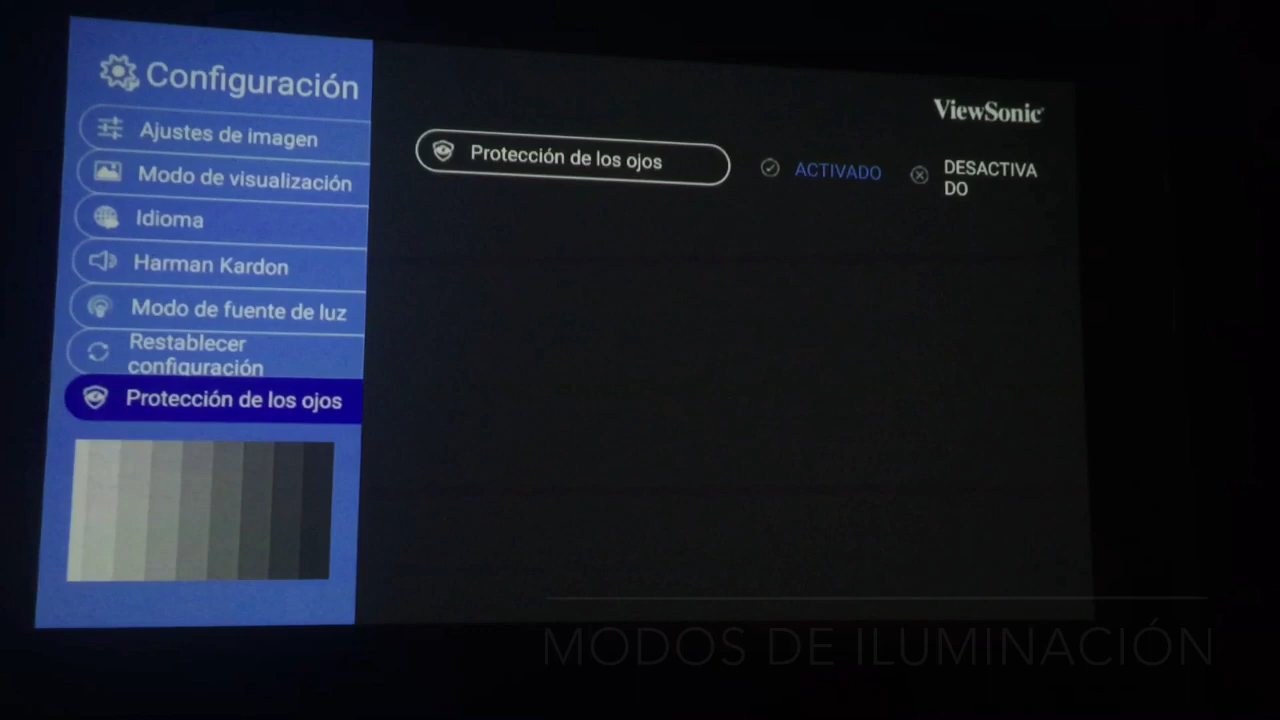 Configuración
Ajustes de imagen
Modo de visualización
Idioma
Harman Kardon
Modo de fuente de luz
Restablecer
configuración
Protección de los ojos
ViewSonic
Protección de los ojos
ACTIVADO
DESACTIVA
DO
MODOS DE ILUMINACIÓN